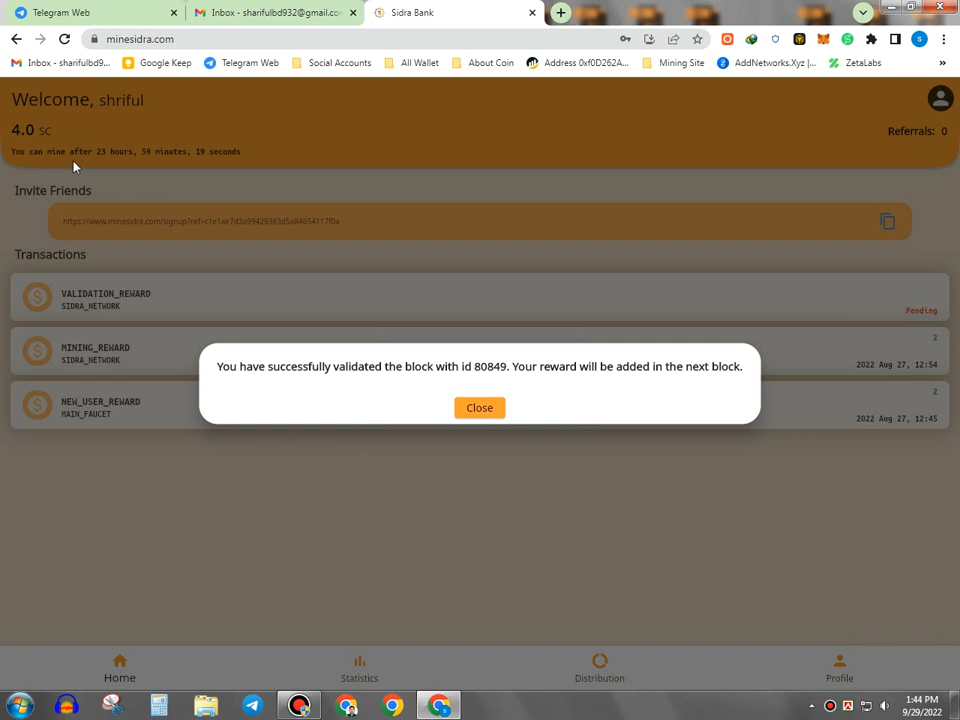 Telegram Web
Inbox - sharifulbd932@gmail.co
Sidra Bank
minesidra.com
Inbox - sharifulbd9...
Google Keep
Telegram Web
Social Accounts
All Wallet
About Coin
Address 0xf0D262A...
Mining Site
AddNetworks.Xyz |...
ZetaLabs
»
Welcome, shriful
4.0 SC
Referrals: 0
You can mine after 23 hours, 59 minutes, 19 seconds
Invite Friends
https://www.minesidra.com/signup?ref=c1e1ae7d3a99429383d5a84654117f0a
Transactions
VALIDATION_REWARD
SIDRA_NETWORK
Pending
MINING_REWARD
2
SIDRA_NETWORK
2022 Aug 27, 12:54
You have successfully validated the block with id 80849. Your reward will be added in the next block.
Close
NEW_USER_REWARD
2
MAIN_FAUCET
2022 Aug 27, 12:45
Home
Statistics
Distribution
Profile
1:44 PM
9/29/2022